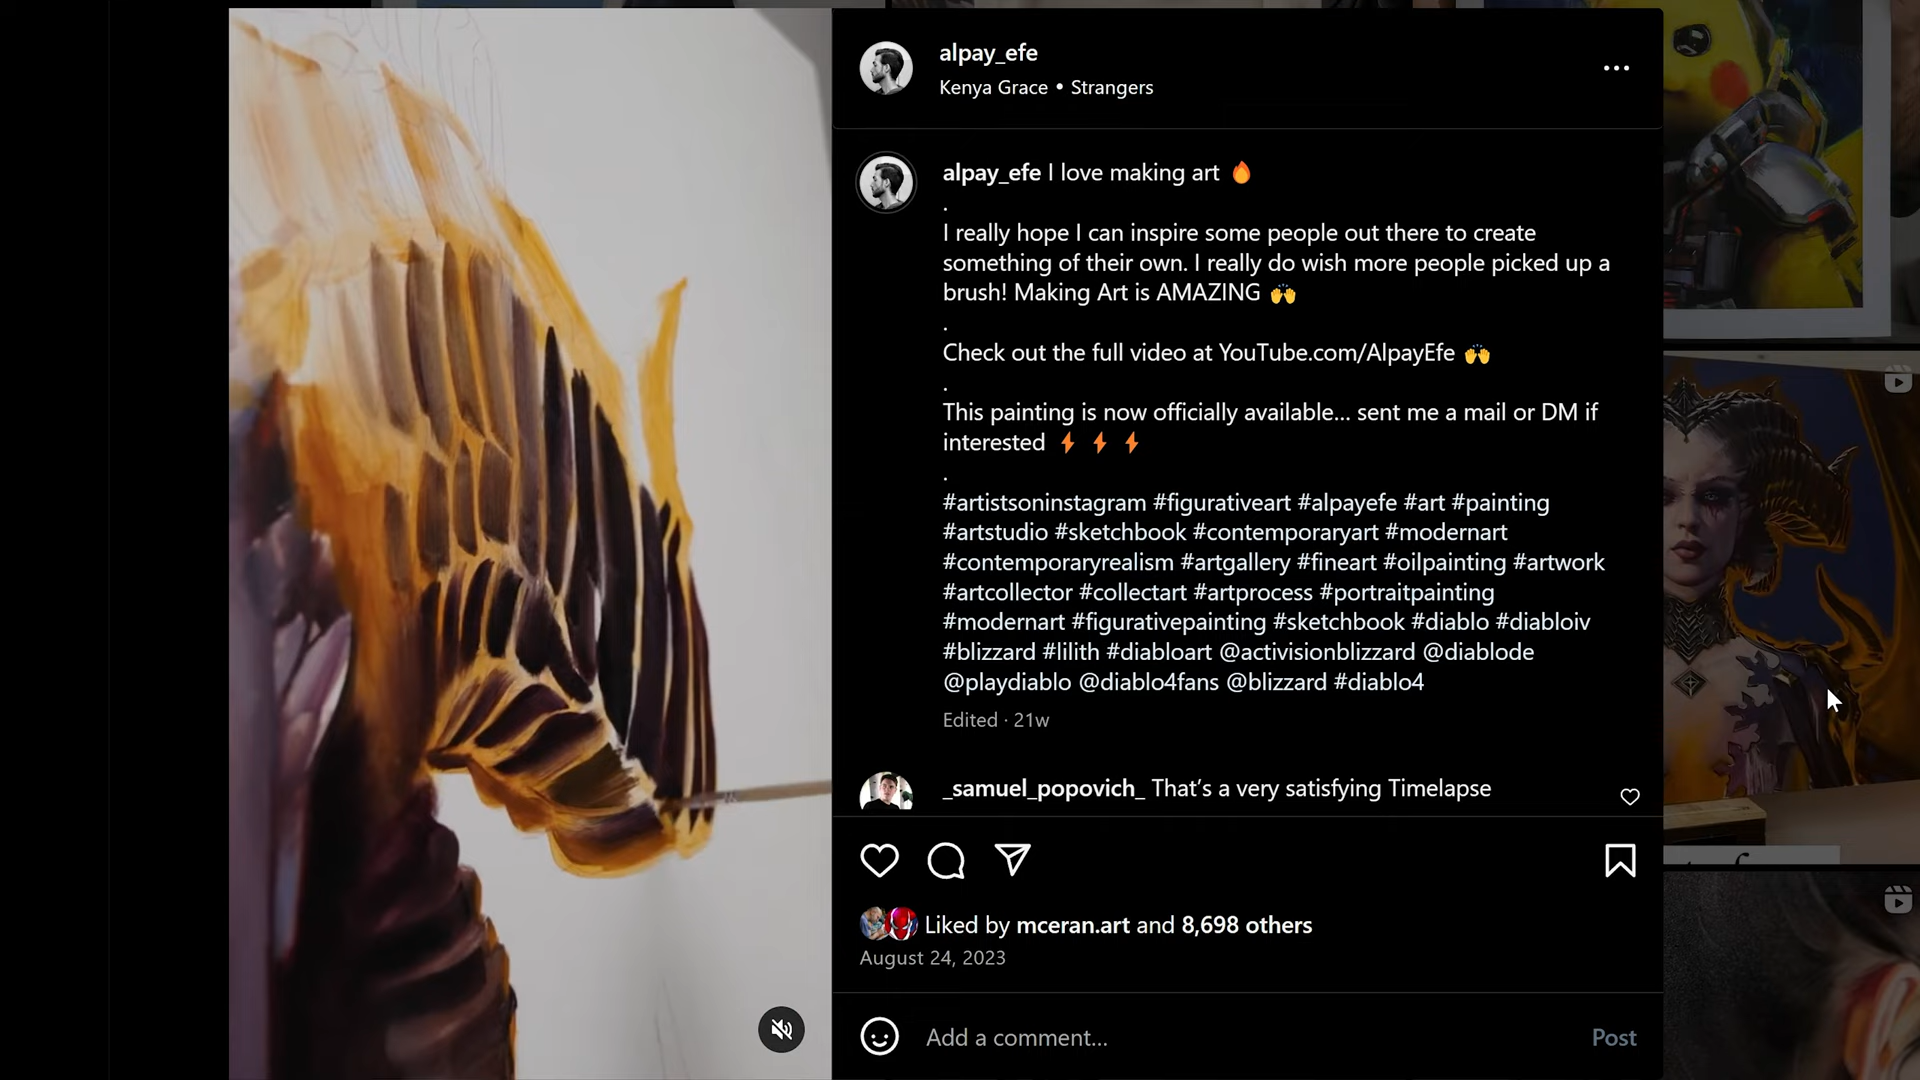 alpay_efe
Kenya Grace • Strangers
alpay_efe I love making art 🔥
.
I really hope I can inspire some people out there to create
something of their own. I really do wish more people picked up a
brush! Making Art is AMAZING 🙌
.
Check out the full video at YouTube.com/AlpayEfe 🙌
.
This painting is now officially available... sent me a mail or DM if
interested ⚡ ⚡ ⚡
.
#artistsoninstagram #figurativeart #alpayefe #art #painting
#artstudio #sketchbook #contemporaryart #modernart
#contemporaryrealism #artgallery #fineart #oilpainting #artwork
#artcollector #collectart #artprocess #portraitpainting
#modernart #figurativepainting #sketchbook #diablo #diabloiv
#blizzard #lilith #diabloart @activisionblizzard @diablode
@playdiablo @diablo4fans @blizzard #diablo4
Edited · 21w
_samuel_popovich_ That’s a very satisfying Timelapse
Liked by mceran.art and 8,698 others
August 24, 2023
Add a comment...
Post